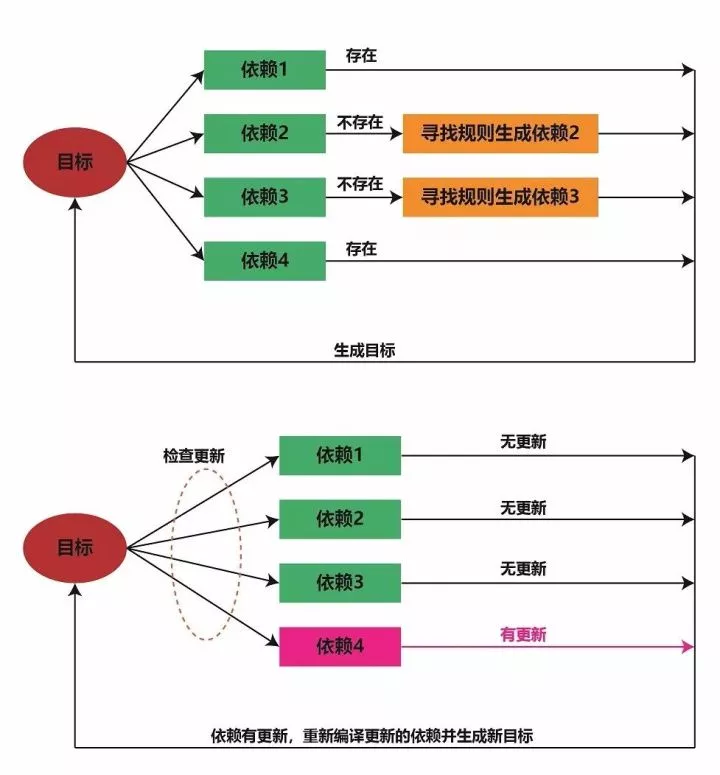 依赖1
存在
目标
依赖2
不存在
寻找规则生成依赖2
依赖3
不存在
寻找规则生成依赖3
依赖4
存在
生成目标
检查更新
依赖1
无更新
目标
依赖2
无更新
依赖3
无更新
依赖4
有更新
依赖有更新，重新编译更新的依赖并生成新目标